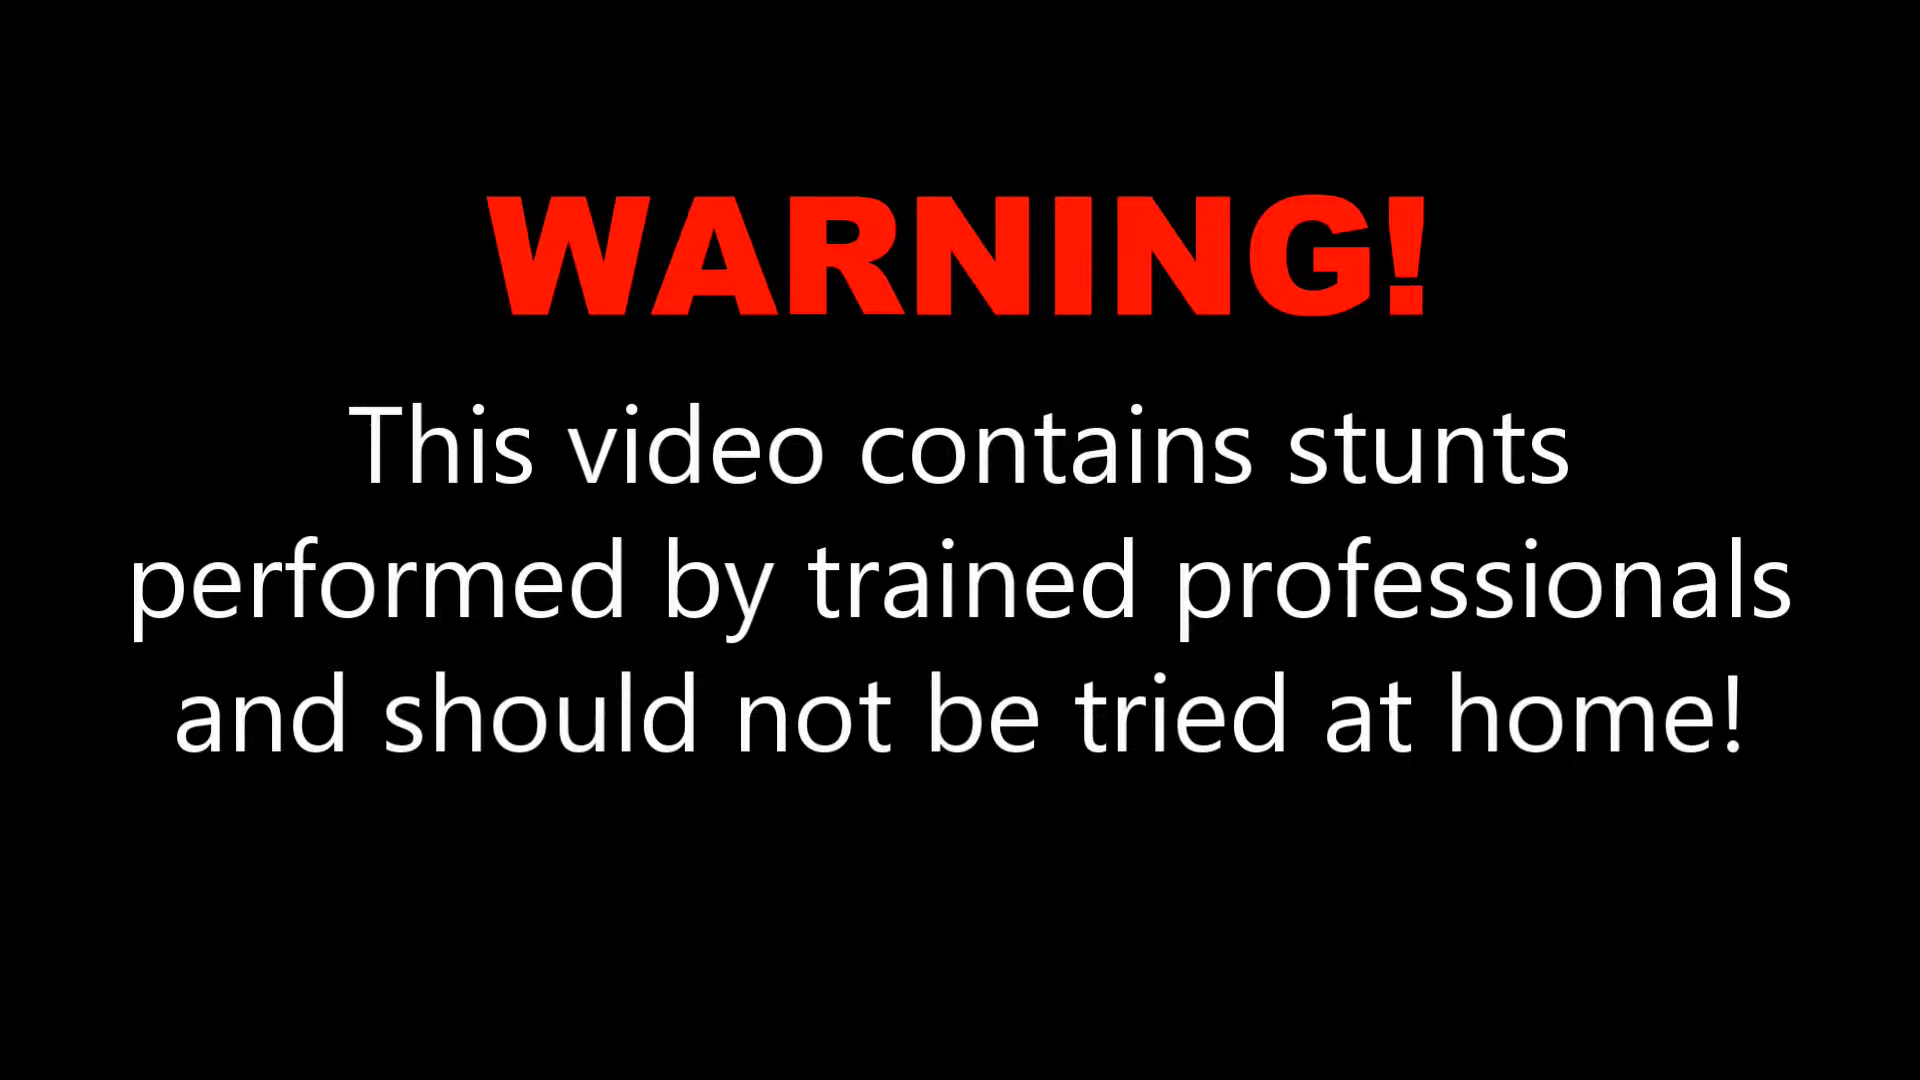 WARNING!
This video contains stunts
performed by trained professionals
and should not be tried at home!